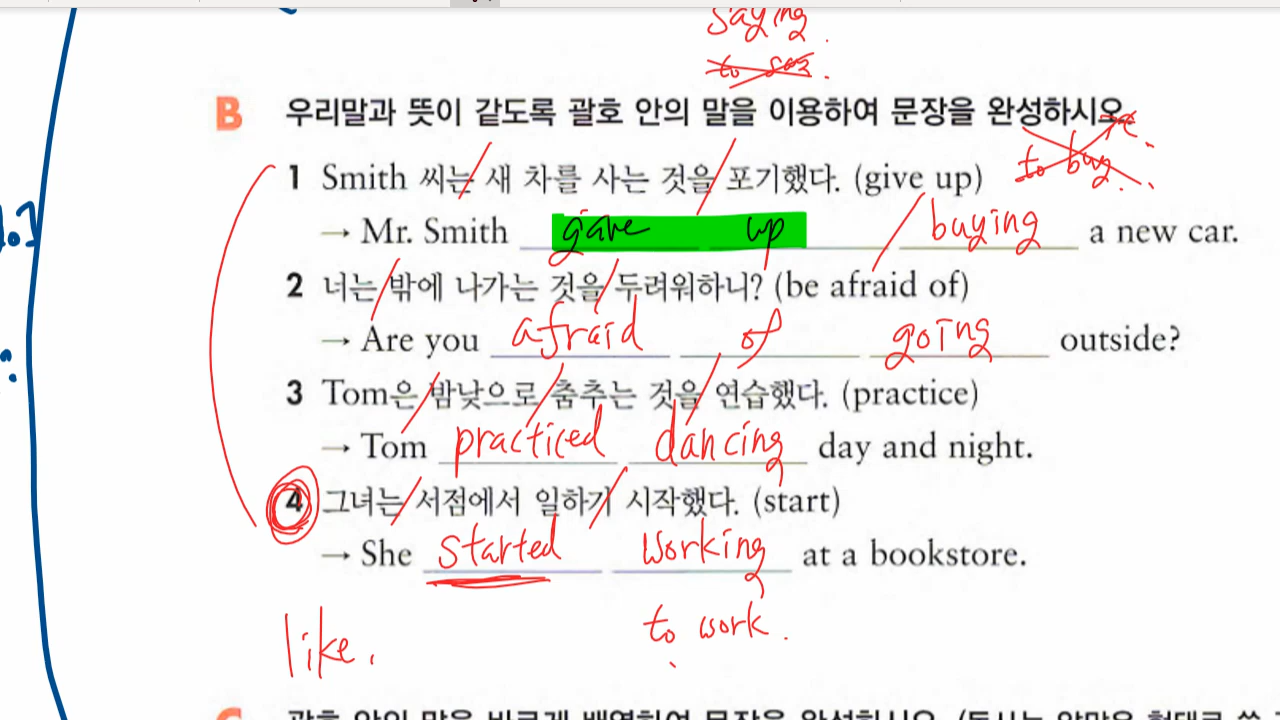 saying.
B 우리말과 뜻이 같도록 괄호 안의 말을 이용하여 문장을 완성하시오.
to buy
1 Smith 씨는 새 차를 사는 것을 포기했다. (give up)
→ Mr. Smith gave up buying a new car.
2 너는 밖에 나가는 것을 두려워하니? (be afraid of)
→ Are you afraid of going outside?
3 Tom은 밤낮으로 춤추는 것을 연습했다. (practice)
→ Tom practiced dancing day and night.
4 그녀는 서점에서 일하기 시작했다. (start)
→ She started working at a bookstore.
to work.
like.